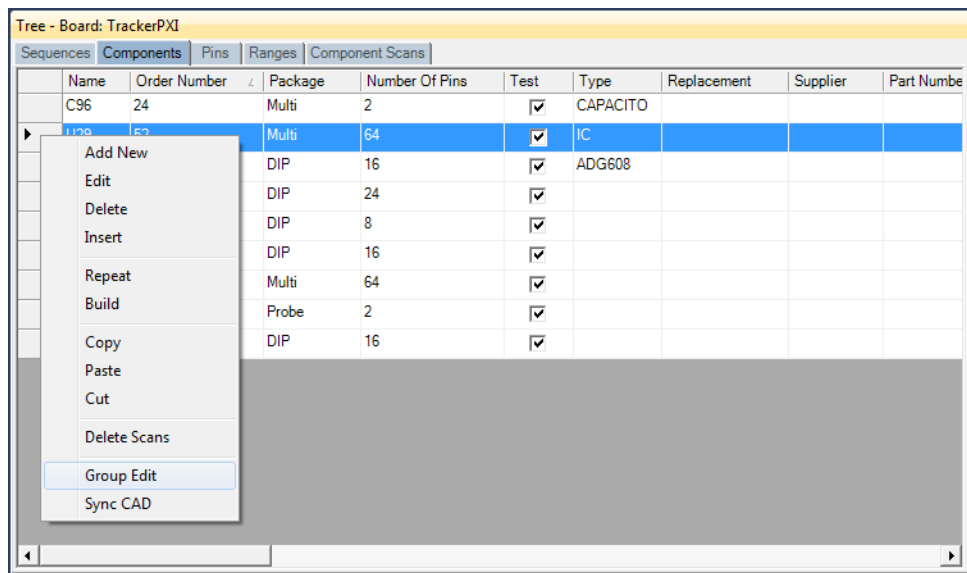 Tree - Board: TrackerPXI
Sequences Components Pins Ranges Component Scans
Name Order Number Package Number Of Pins Test Type Replacement Supplier Part Numbe
C96 24 Multi 2 CAPACITO
U29 52 Multi 64 IC
DIP 16 ADG608
DIP 24
DIP 8
DIP 16
Multi 64
Probe 2
DIP 16
Add New
Edit
Delete
Insert
Repeat
Build
Copy
Paste
Cut
Delete Scans
Group Edit
Sync CAD